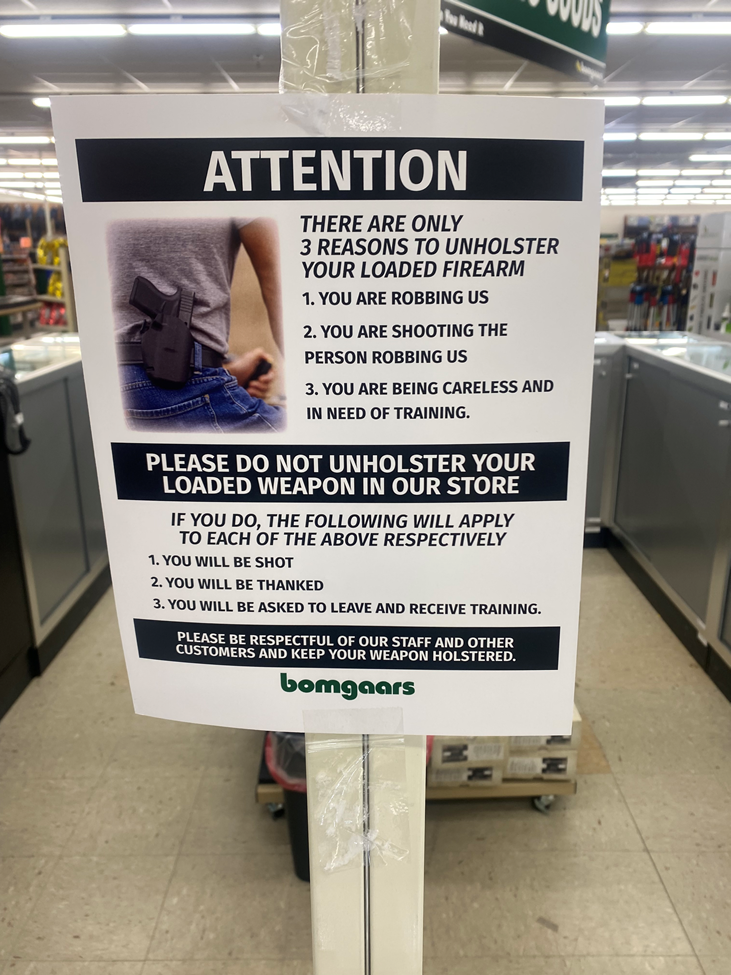 GOODS
You Need It
bomgaars
ATTENTION
THERE ARE ONLY
3 REASONS TO UNHOLSTER
YOUR LOADED FIREARM
1. YOU ARE ROBBING US
2. YOU ARE SHOOTING THE
PERSON ROBBING US
3. YOU ARE BEING CARELESS AND
IN NEED OF TRAINING.
PLEASE DO NOT UNHOLSTER YOUR
LOADED WEAPON IN OUR STORE
IF YOU DO, THE FOLLOWING WILL APPLY
TO EACH OF THE ABOVE RESPECTIVELY
1. YOU WILL BE SHOT
2. YOU WILL BE THANKED
3. YOU WILL BE ASKED TO LEAVE AND RECEIVE TRAINING.
PLEASE BE RESPECTFUL OF OUR STAFF AND OTHER
CUSTOMERS AND KEEP YOUR WEAPON HOLSTERED.
bomgaars